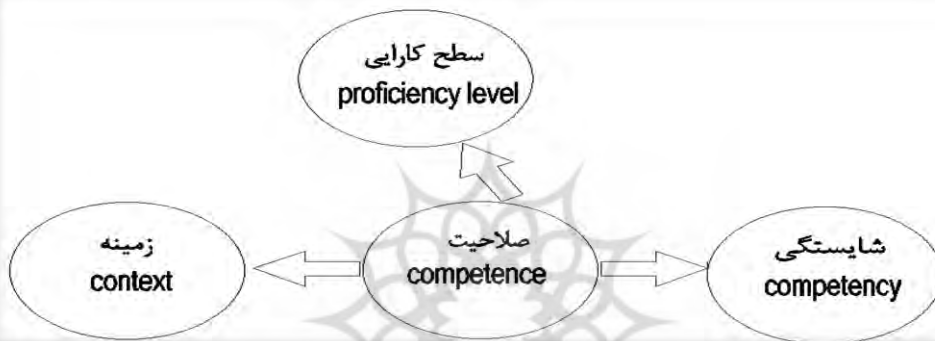 سطح کارایی
proficiency level
زمینه
context
صلاحیت
competence
شایستگی
competency